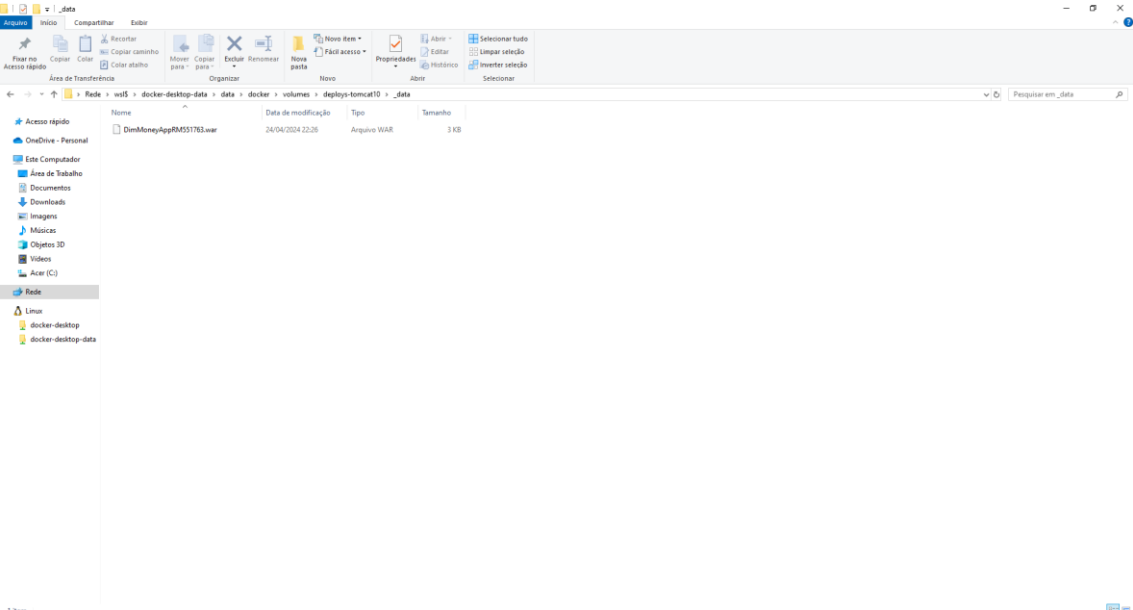 _data
Arquivo Início Compartilhar Exibir
Fixar no Acesso rápido
Copiar
Colar
Recortar
Copiar caminho
Colar atalho
Mover para
Copiar para
Excluir
Renomear
Nova pasta
Novo item
Fácil acesso
Propriedades
Abrir
Editar
Histórico
Selecionar tudo
Limpar seleção
Inverter seleção
Área de Transferência Organizar Novo Abrir Selecionar
Rede > wsl$ > docker-desktop-data > data > docker > volumes > deploys-tomcat10 > _data
Pesquisar em _data
Nome Data de modificação Tipo Tamanho
DimMoneyAppRM551763.war 24/04/2024 22:26 Arquivo WAR 3 KB
Acesso rápido
OneDrive - Personal
Este Computador
Área de Trabalho
Documentos
Downloads
Imagens
Músicas
Objetos 3D
Vídeos
Acer (C:)
Rede
Linux
docker-desktop
docker-desktop-data